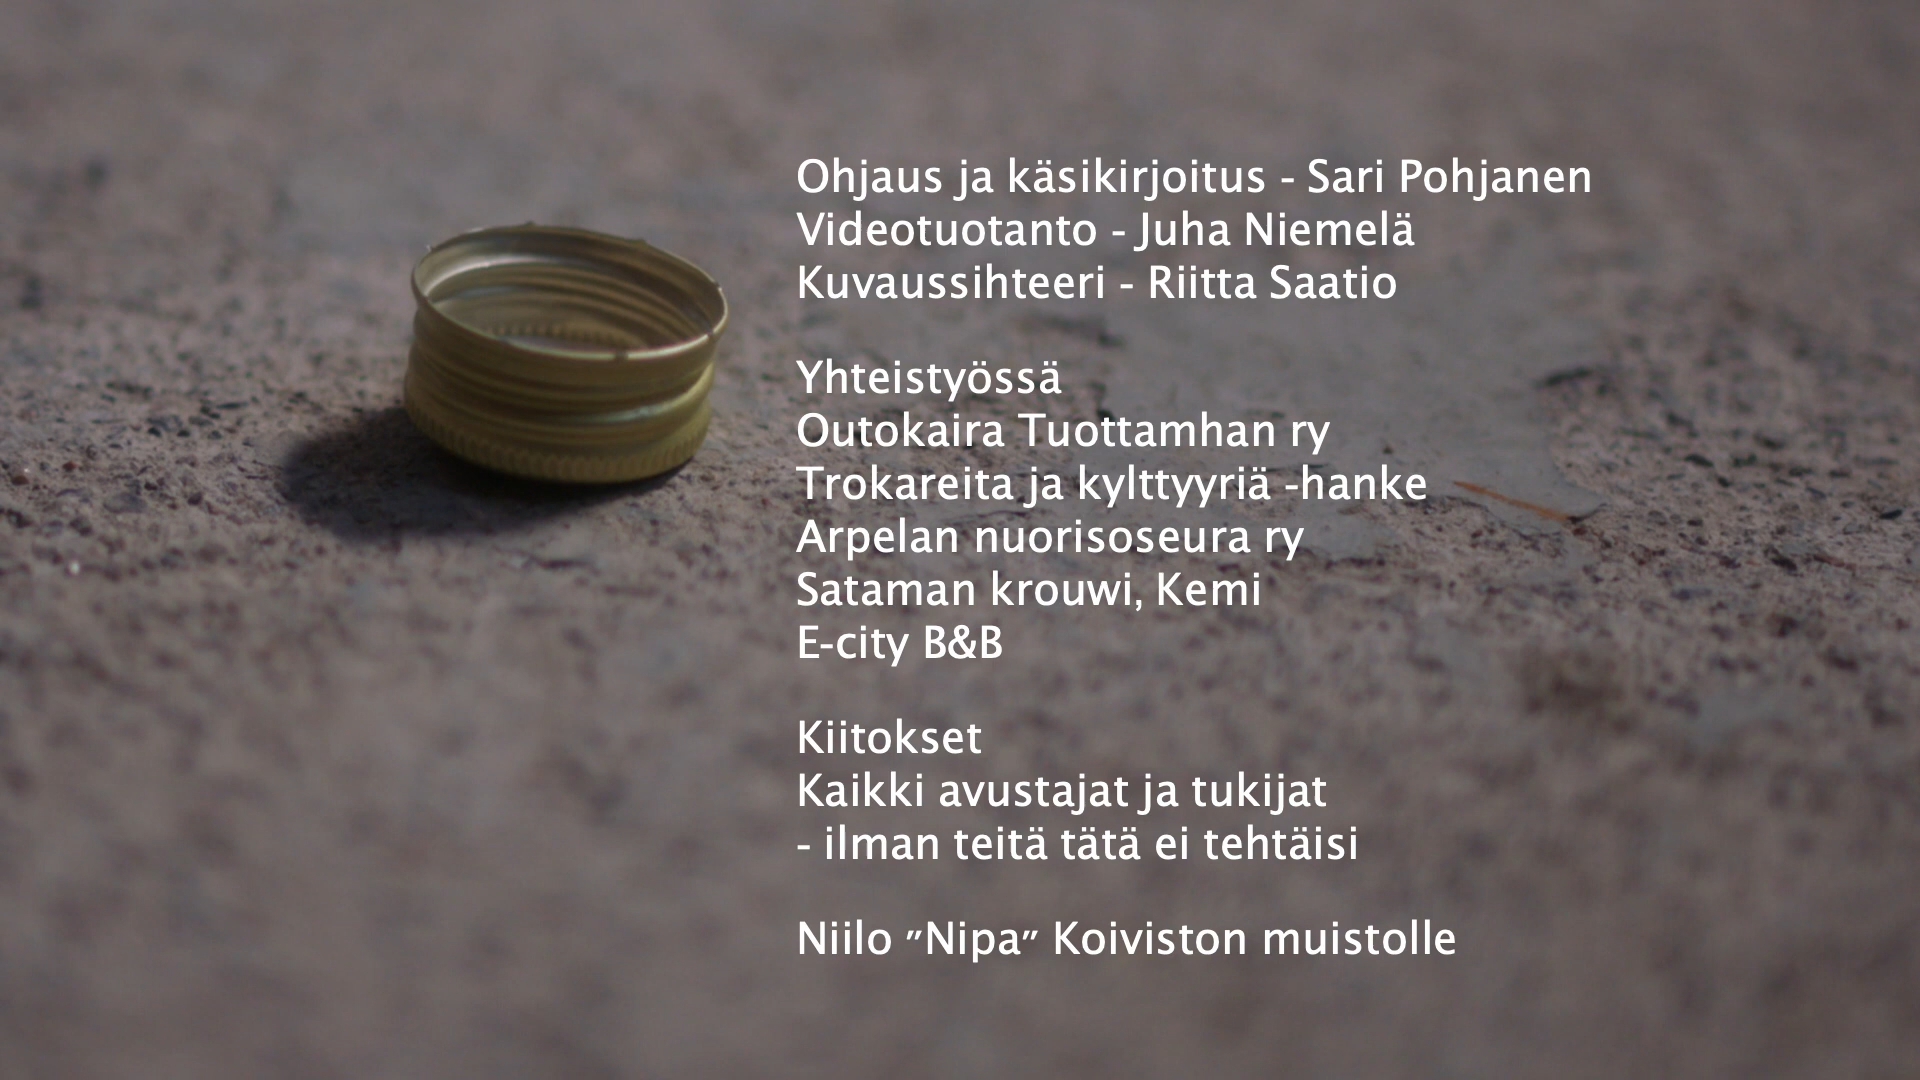 Ohjaus ja käsikirjoitus - Sari Pohjanen
Videotuotanto - Juha Niemelä
Kuvaussihteeri - Riitta Saatio
Yhteistyössä
Outokaira Tuottamhan ry
Trokareita ja kylttyyriä -hanke
Arpelan nuorisoseura ry
Sataman krouwi, Kemi
E-city B&B
Kiitokset
Kaikki avustajat ja tukijat
- ilman teitä tätä ei tehtäisi
Niilo ”Nipa” Koiviston muistolle